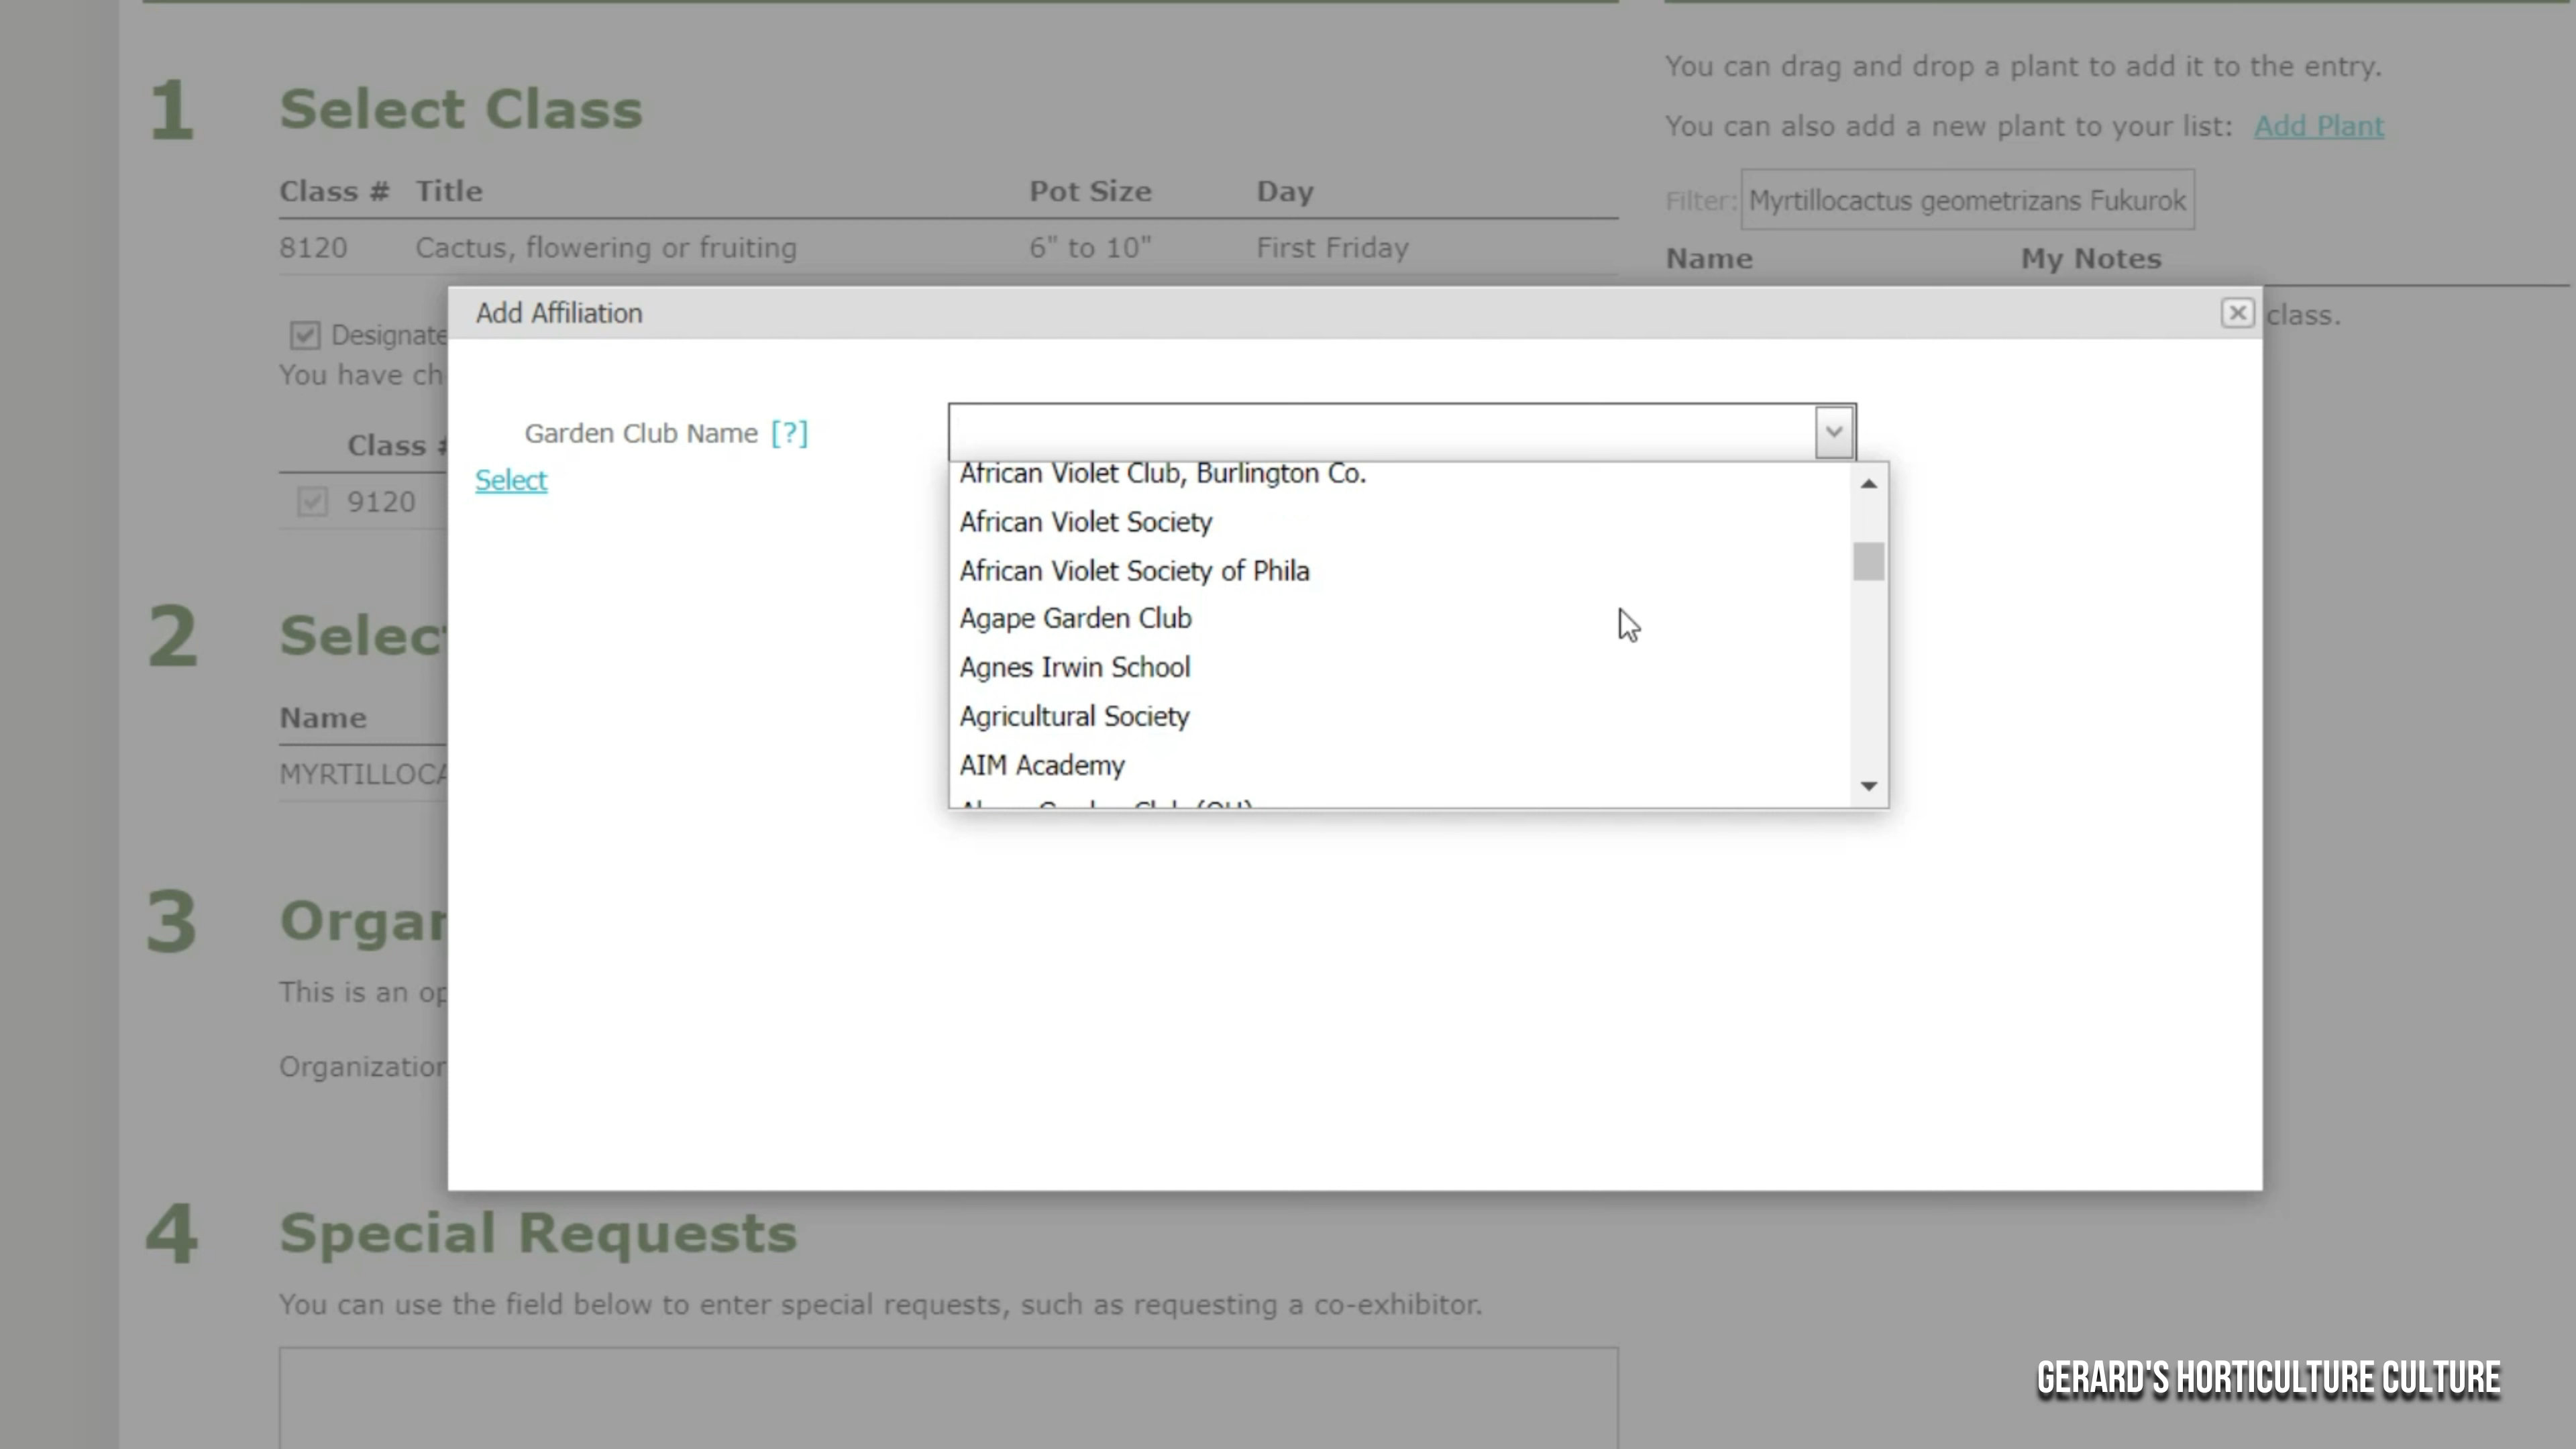 You can drag and drop a plant to add it to the entry.
You can also add a new plant to your list: Add Plant
Filter: Myrtillocactus geometrizans Fukurok
Name My Notes
class.
1 Select Class
Class # Title Pot Size Day
8120 Cactus, flowering or fruiting 6" to 10" First Friday
Designate
You have ch
Class #
9120
Add Affiliation
Garden Club Name [?]
Select
African Violet Club, Burlington Co.
African Violet Society
African Violet Society of Phila
Agape Garden Club
Agnes Irwin School
Agricultural Society
AIM Academy
2 Select
Name
MYRTILLOCA
3 Organ
This is an op
Organization
4 Special Requests
You can use the field below to enter special requests, such as requesting a co-exhibitor.
GERARD'S HORTICULTURE CULTURE